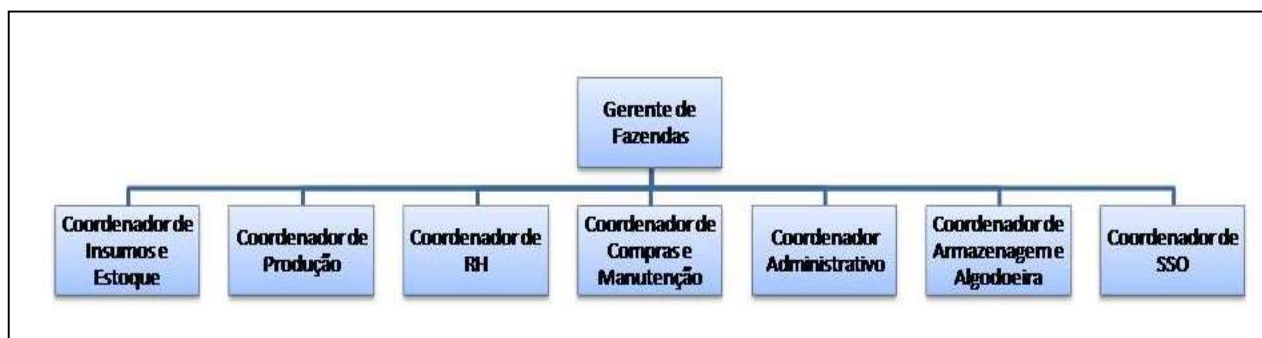 Gerente de
Fazendas
Coordenador de
Insumos e
Estoque
Coordenador de
Produção
Coordenador de
RH
Coordenador de
Compras e
Manutenção
Coordenador
Administrativo
Coordenador de
Armazenagem e
Algodoeira
Coordenador de
SSO